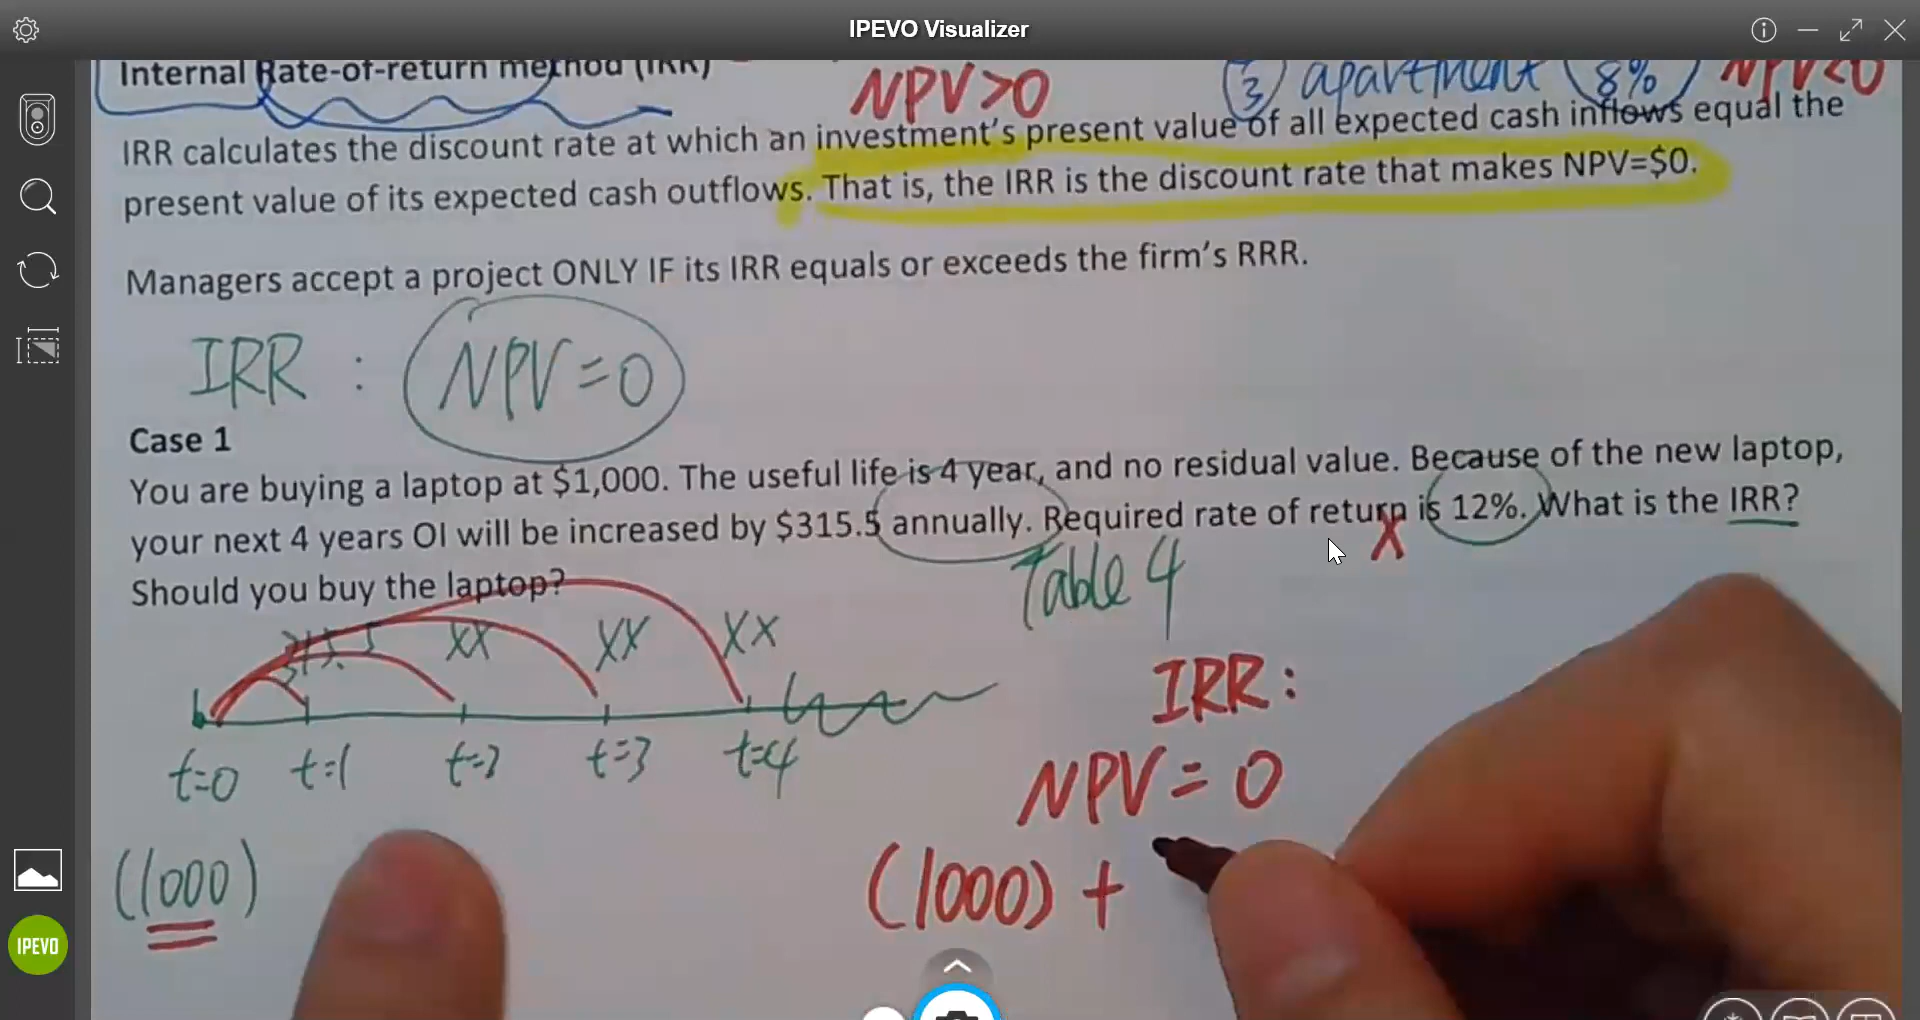 IPEVO Visualizer
Internal Rate-of-return method (IRR)
NPV>0
③ apartment (8%) NPV<0
IRR calculates the discount rate at which an investment's present value of all expected cash inflows equal the
present value of its expected cash outflows. That is, the IRR is the discount rate that makes NPV=$0.
Managers accept a project ONLY IF its IRR equals or exceeds the firm's RRR.
IRR : NPV=0
Case 1
You are buying a laptop at $1,000. The useful life is 4 year, and no residual value. Because of the new laptop,
your next 4 years OI will be increased by $315.5 annually. Required rate of return is 12%. What is the IRR?
X
Should you buy the laptop?
Table 4
315.5 XX XX XX
IRR:
t=0 t=1 t=2 t=3 t=4
NPV = 0
(1000)
(1000) +
IPEVO